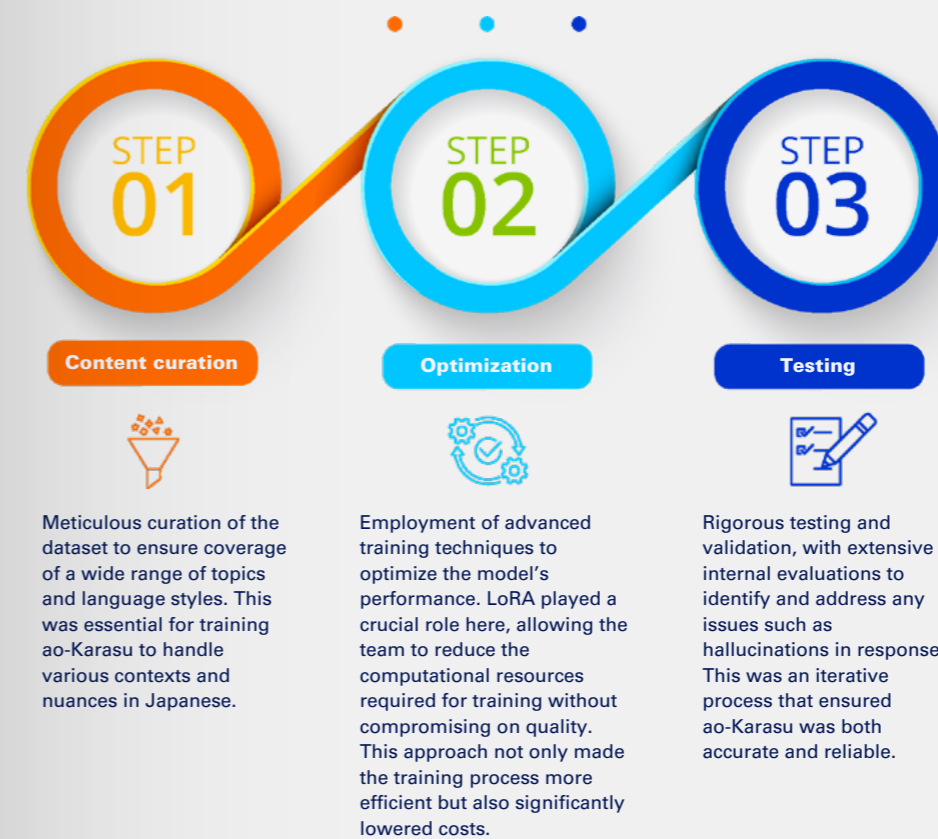 STEP
01
STEP
02
STEP
03
Content curation
Optimization
Testing
Meticulous curation of the
dataset to ensure coverage
of a wide range of topics
and language styles. This
was essential for training
ao-Karasu to handle
various contexts and
nuances in Japanese.
Employment of advanced
training techniques to
optimize the model's
performance. LoRA played a
crucial role here, allowing the
team to reduce the
computational resources
required for training without
compromising on quality.
This approach not only made
the training process more
efficient but also significantly
lowered costs.
Rigorous testing and
validation, with extensive
internal evaluations to
identify and address any
issues such as
hallucinations in response
This was an iterative
process that ensured
ao-Karasu was both
accurate and reliable.